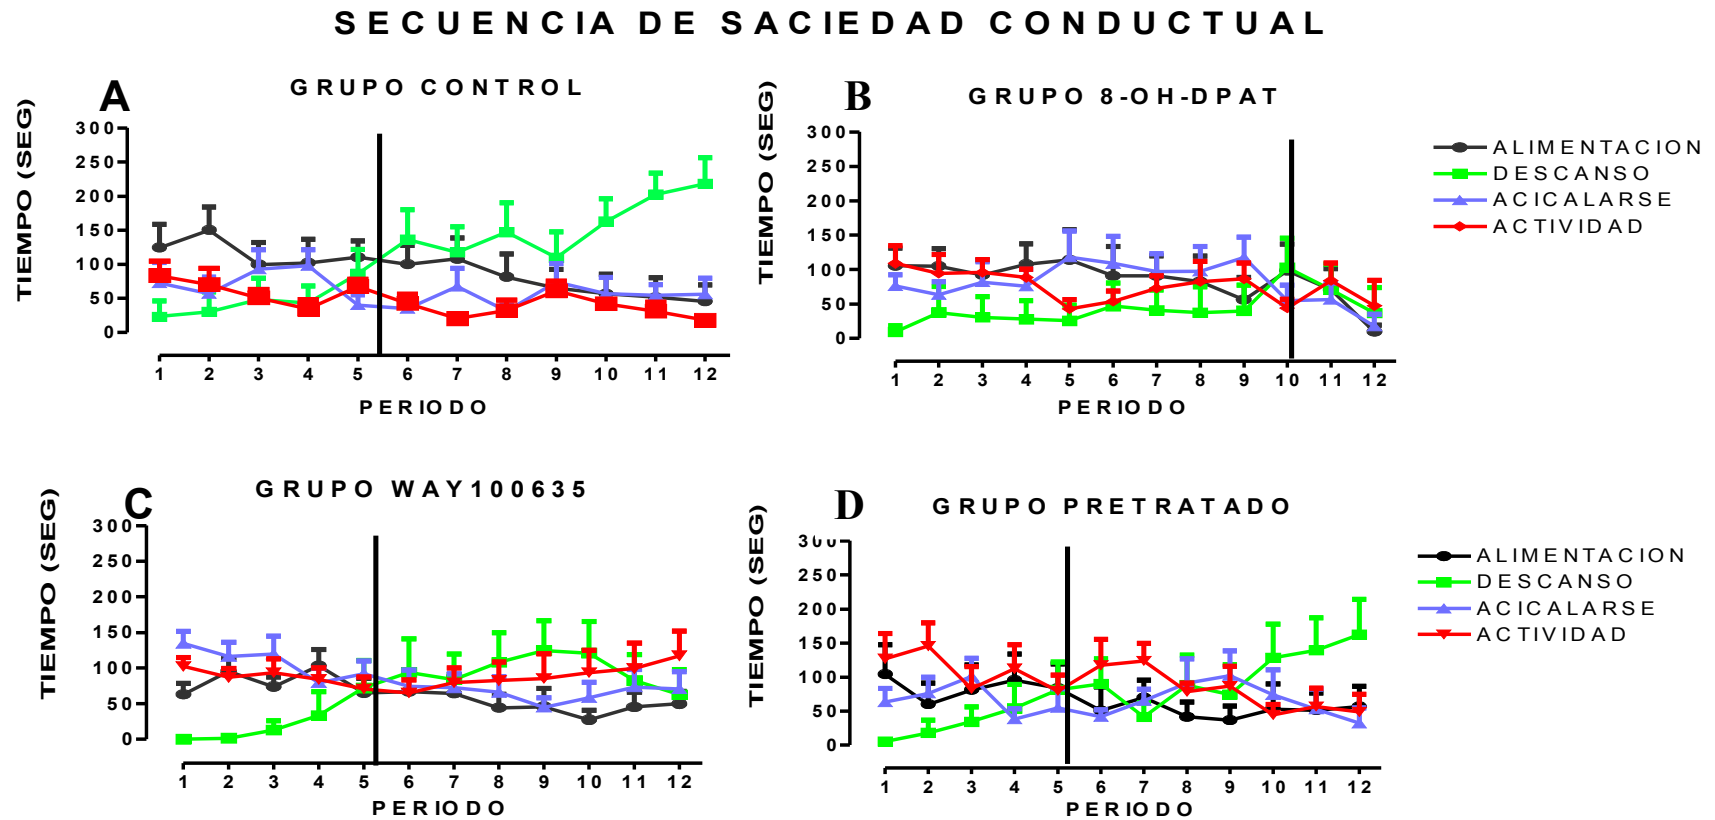 SECUENCIA DE SACIEDAD CONDUCTUAL
A
GRUPO CONTROL
TIEMPO (SEG)
300
250
200
150
100
50
0
1 2 3 4 5 6 7 8 9 10 11 12
PERIODO
B
GRUPO 8-OH-DPAT
TIEMPO (SEG)
300
250
200
150
100
50
0
1 2 3 4 5 6 7 8 9 10 11 12
PERIODO
ALIMENTACION
DESCANSO
ACICALARSE
ACTIVIDAD
C
GRUPO WAY100635
TIEMPO (SEG)
300
250
200
150
100
50
0
1 2 3 4 5 6 7 8 9 10 11 12
PERIODO
D
GRUPO PRETRATADO
TIEMPO (SEG)
300
250
200
150
100
50
0
1 2 3 4 5 6 7 8 9 10 11 12
PERIODO
ALIMENTACION
DESCANSO
ACICALARSE
ACTIVIDAD